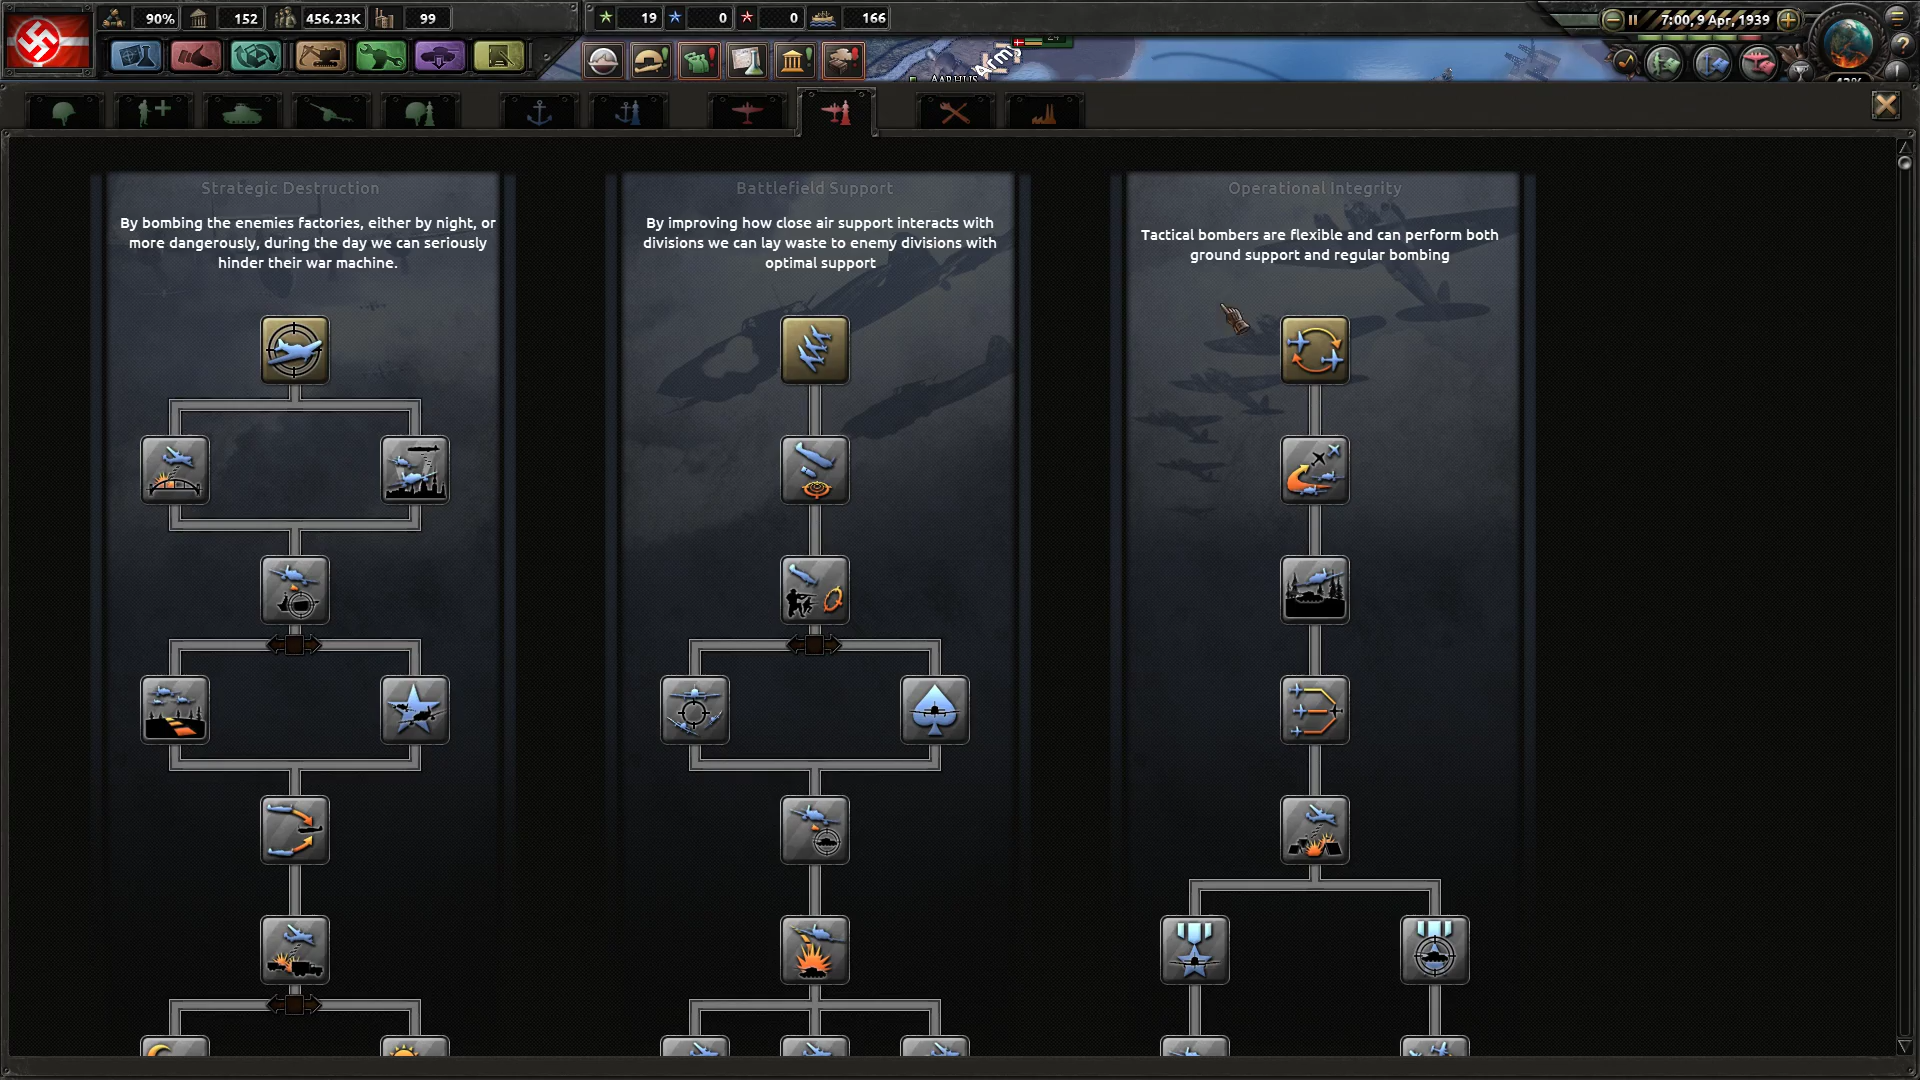 90%
152
456.23K
99
19
0
0
166
7:00, 9 Apr, 1939
24
AARHUS
Army
Strategic Destruction
By bombing the enemies factories, either by night, or
more dangerously, during the day we can seriously
hinder their war machine.
Battlefield Support
By improving how close air support interacts with
divisions we can lay waste to enemy divisions with
optimal support
Operational Integrity
Tactical bombers are flexible and can perform both
ground support and regular bombing